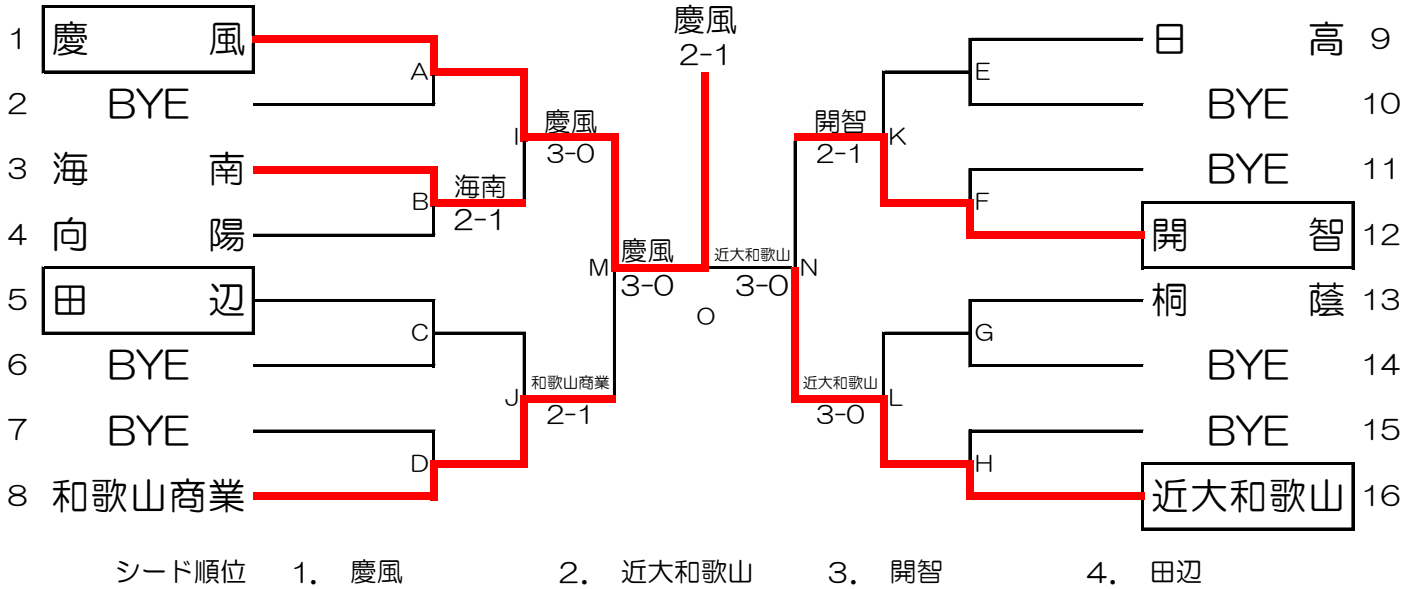 慶風
2-1
1 慶風
2 BYE
3 海南
4 向陽
5 田辺
6 BYE
7 BYE
8 和歌山商業
A
B
C
D
I
J
海南
2-1
慶風
3-0
和歌山商業
2-1
M
慶風
3-0
O
近大和歌山
3-0
N
開智
2-1
近大和歌山
3-0
K
L
E
F
G
H
日高 9
BYE 10
BYE 11
開智 12
桐蔭 13
BYE 14
BYE 15
近大和歌山 16
シード順位 1. 慶風 2. 近大和歌山 3. 開智 4. 田辺